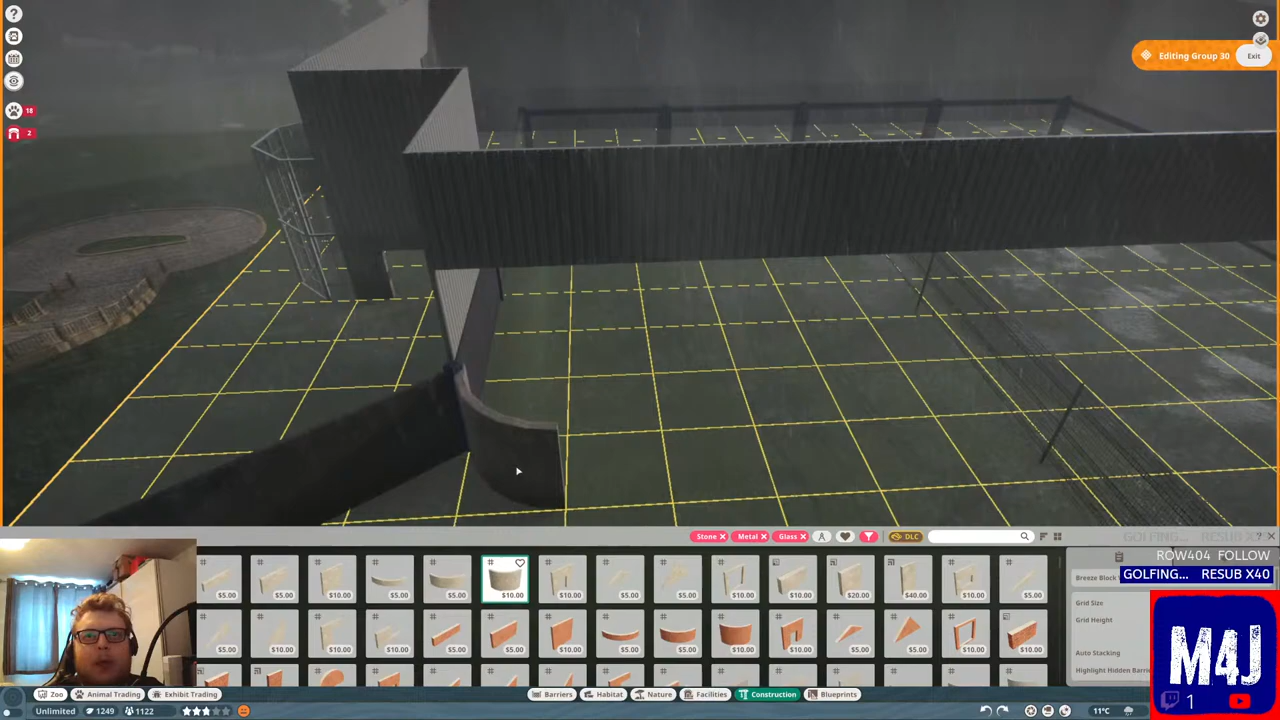 ?
Editing Group 30
Exit
18
2
Stone ×
Metal ×
Glass ×
DLC
GOLFING...
ROW404 FOLLOW
GOLFING... RESUB X40
$5.00 $5.00 $10.00 $5.00 $5.00 $10.00 $10.00 $5.00 $5.00 $10.00 $10.00 $20.00 $40.00 $10.00 $5.00
Breeze Block
Grid Size
Grid Height
$5.00 $5.00 $10.00 $10.00 $5.00 $5.00 $10.00 $5.00 $5.00 $10.00 $10.00 $5.00 $5.00 $10.00 $10.00
Auto Stacking
Highlight Hidden Barri
M4J
1
Zoo
Animal Trading
Exhibit Trading
Barriers
Habitat
Nature
Facilities
Construction
Blueprints
Unlimited
1249
1122
11°C